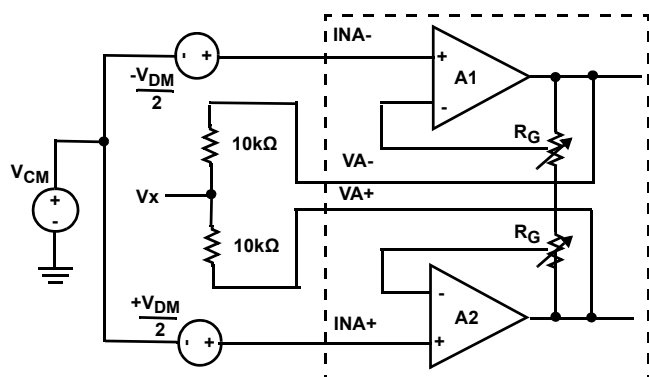 INA-
+
A1
-
- +
-VDM
2
10kΩ
RG
VCM
+
-
VA-
Vx
VA+
10kΩ
RG
-
A2
+
+VDM
2
- +
INA+